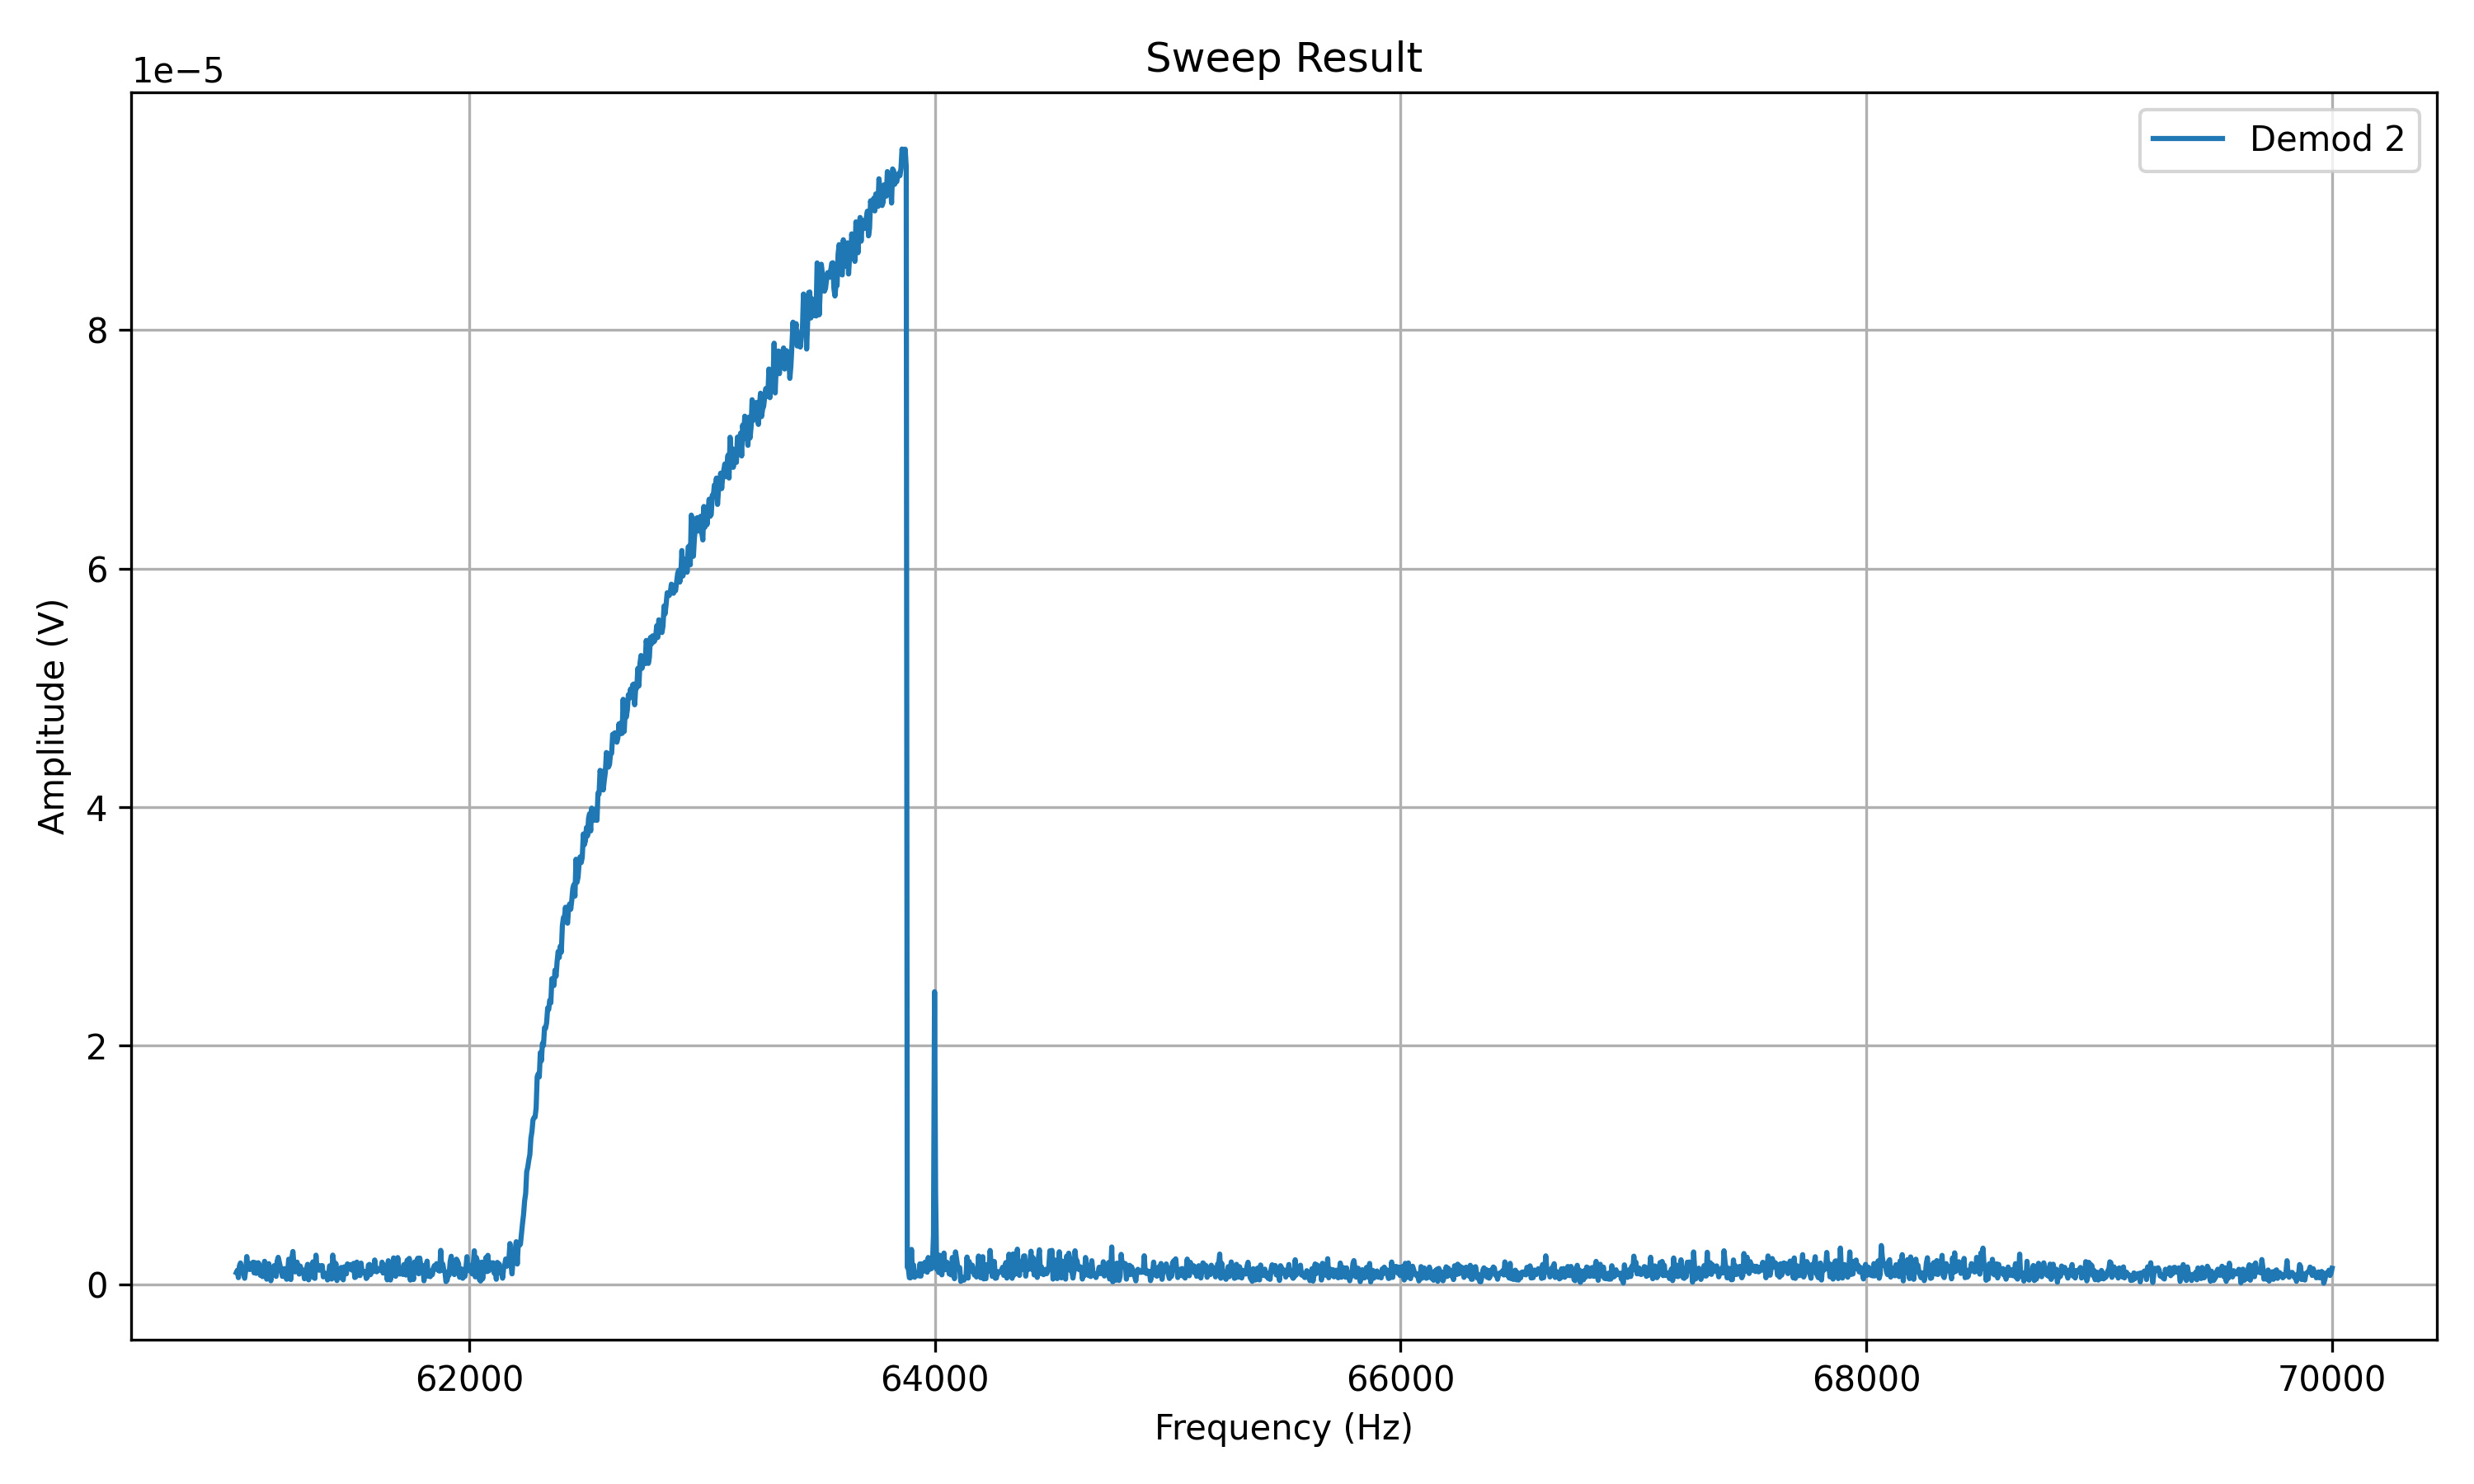 Sweep Result
1e−5
Demod 2
8
6
4
2
0
Amplitude (V)
62000 64000 66000 68000 70000
Frequency (Hz)